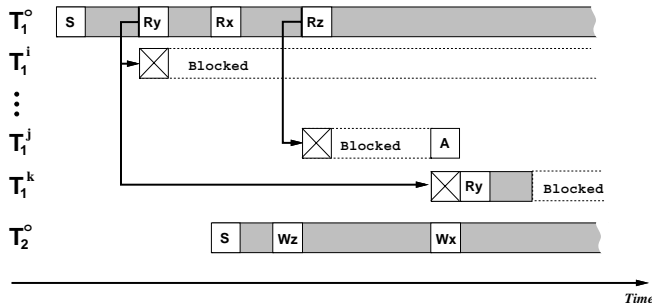 T₁° S Ry Rx Rz
T₁ⁱ Blocked
⋮
T₁ʲ Blocked A
T₁ᵏ Ry Blocked
T₂° S Wz Wx
Time